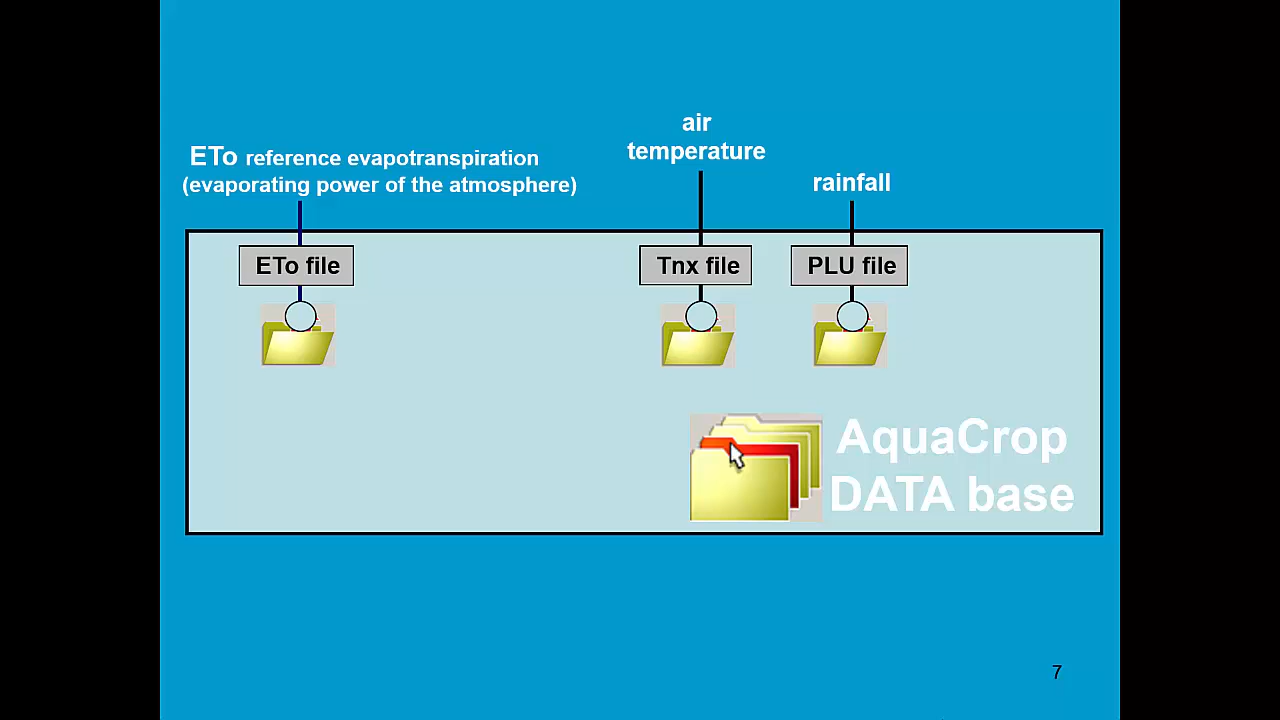 air
temperature
ETo reference evapotranspiration
(evaporating power of the atmosphere)
rainfall
ETo file
Tnx file
PLU file
AquaCrop
DATA base
7